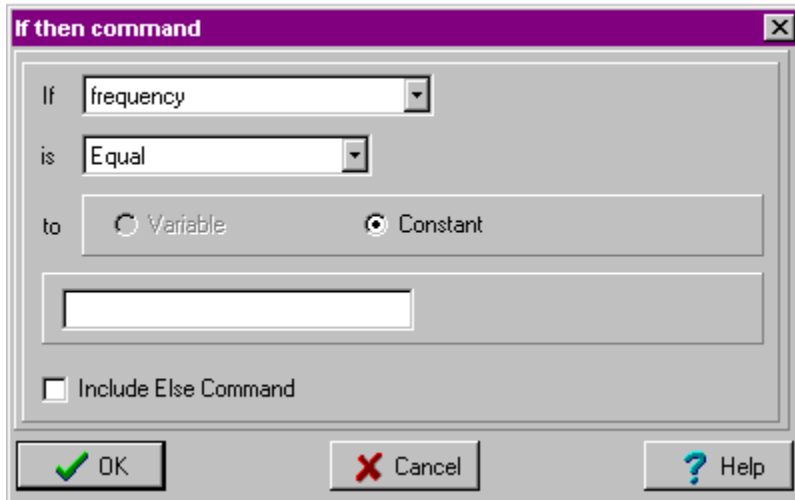 If then command
If frequency
is Equal
to Variable Constant
Include Else Command
OK Cancel Help